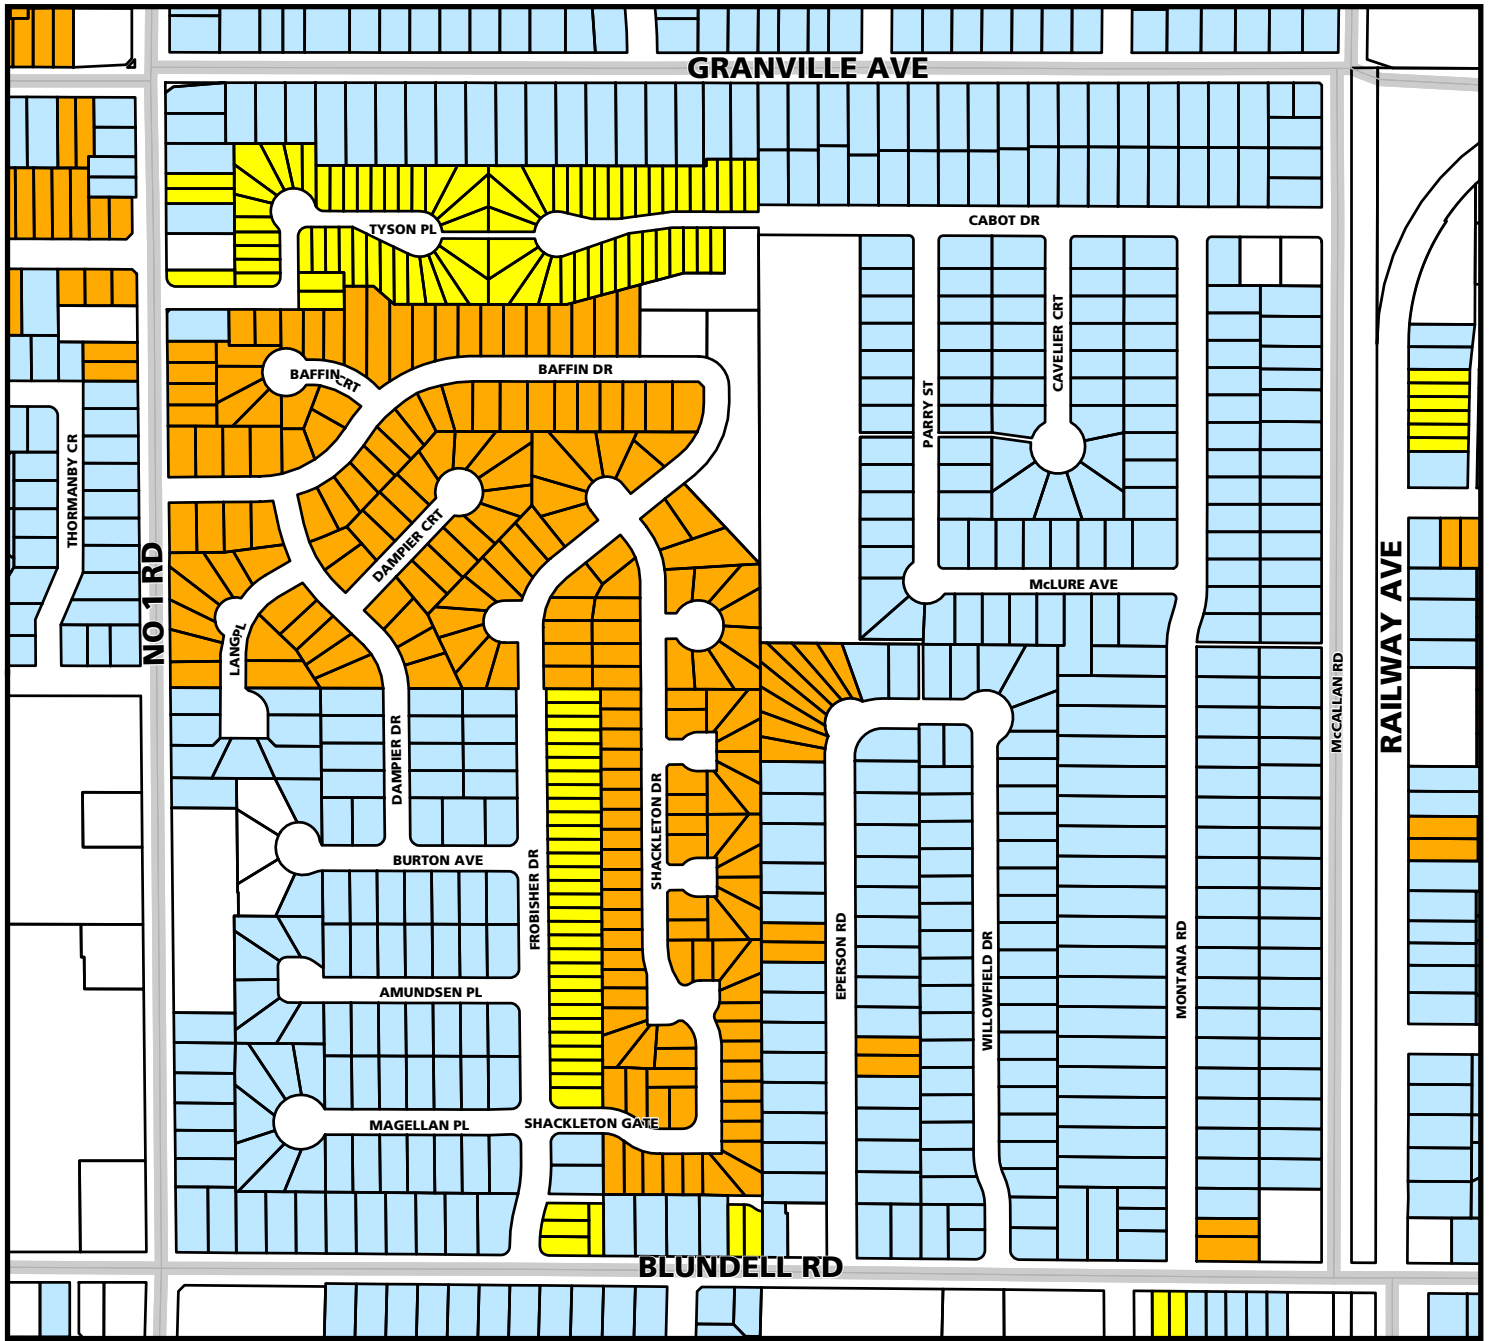 GRANVILLE AVE
CABOT DR
TYSON PL
BAFFIN CRT
BAFFIN DR
CAVELIER CRT
PARRY ST
THORMANBY CR
DAMPIER CRT
NO 1 RD
McLURE AVE
RAILWAY AVE
LANG PL
McCALLAN RD
DAMPIER DR
SHACKLETON DR
BURTON AVE
FROBISHER DR
EPERSON RD
WILLOWFIELD DR
MONTANA RD
AMUNDSEN PL
MAGELLAN PL
SHACKLETON GATE
BLUNDELL RD